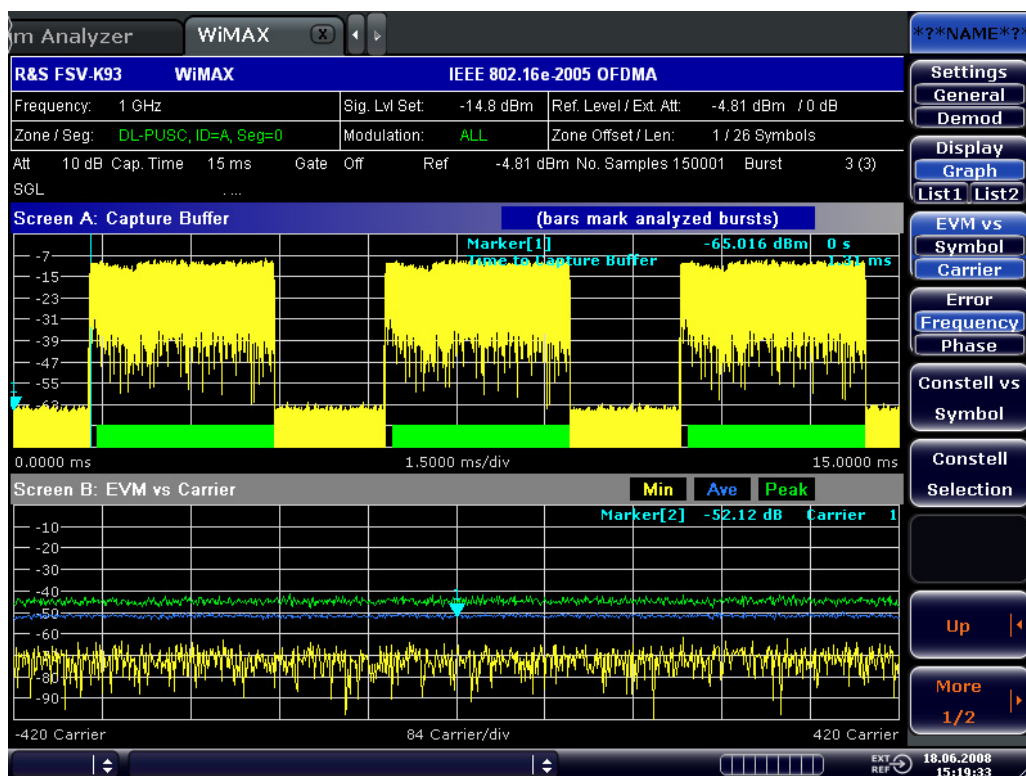 m Analyzer WiMAX x
*?*NAME*?*
R&S FSV-K93 WiMAX IEEE 802.16e-2005 OFDMA
Frequency: 1 GHz Sig. Lvl Set: -14.8 dBm Ref. Level / Ext. Att: -4.81 dBm / 0 dB
Zone / Seg: DL-PUSC, ID=A, Seg=0 Modulation: ALL Zone Offset / Len: 1 / 26 Symbols
Att 10 dB Cap. Time 15 ms Gate Off Ref -4.81 dBm No. Samples 150001 Burst 3 (3)
SGL . ...
Screen A: Capture Buffer (bars mark analyzed bursts)
Marker[1] -65.016 dBm 0 s
Time to Capture Buffer 1.31 ms
-7
-15
-23
-31
-39
-47
-55
-63
0.0000 ms 1.5000 ms/div 15.0000 ms
Screen B: EVM vs Carrier Min Ave Peak
Marker[2] -52.12 dB Carrier 1
-10
-20
-30
-40
-50
-60
-80
-90
-420 Carrier 84 Carrier/div 420 Carrier
Settings
General
Demod
Display
Graph
List1 List2
EVM vs
Symbol
Carrier
Error
Frequency
Phase
Constell vs
Symbol
Constell
Selection
Up
More
1/2
EXT
REF
18.06.2008
15:19:33